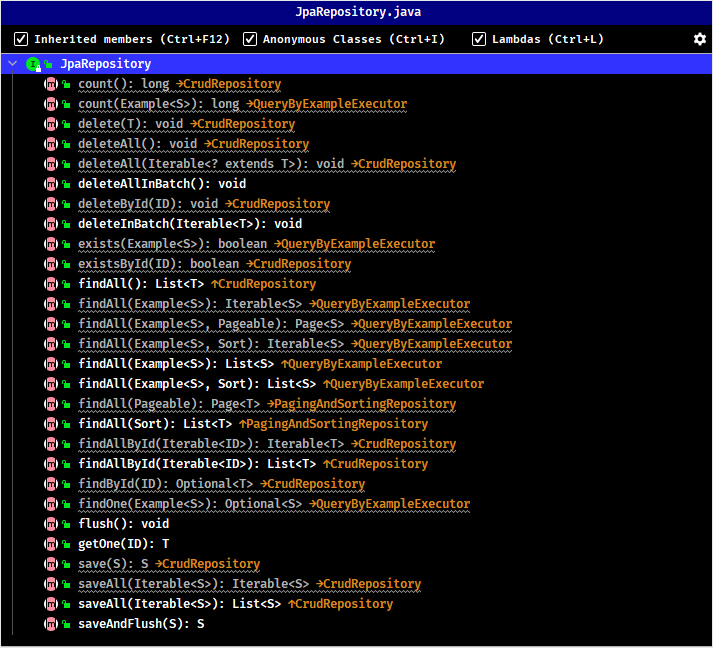 JpaRepository.java
Inherited members (Ctrl+F12) Anonymous Classes (Ctrl+I) Lambdas (Ctrl+L)
I JpaRepository
m count(): long →CrudRepository
m count(Example<S>): long →QueryByExampleExecutor
m delete(T): void →CrudRepository
m deleteAll(): void →CrudRepository
m deleteAll(Iterable<? extends T>): void →CrudRepository
m deleteAllInBatch(): void
m deleteById(ID): void →CrudRepository
m deleteInBatch(Iterable<T>): void
m exists(Example<S>): boolean →QueryByExampleExecutor
m existsById(ID): boolean →CrudRepository
m findAll(): List<T> ↑CrudRepository
m findAll(Example<S>): Iterable<S> →QueryByExampleExecutor
m findAll(Example<S>, Pageable): Page<S> →QueryByExampleExecutor
m findAll(Example<S>, Sort): Iterable<S> →QueryByExampleExecutor
m findAll(Example<S>): List<S> ↑QueryByExampleExecutor
m findAll(Example<S>, Sort): List<S> ↑QueryByExampleExecutor
m findAll(Pageable): Page<T> →PagingAndSortingRepository
m findAll(Sort): List<T> ↑PagingAndSortingRepository
m findAllById(Iterable<ID>): Iterable<T> →CrudRepository
m findAllById(Iterable<ID>): List<T> ↑CrudRepository
m findById(ID): Optional<T> →CrudRepository
m findOne(Example<S>): Optional<S> →QueryByExampleExecutor
m flush(): void
m getOne(ID): T
m save(S): S →CrudRepository
m saveAll(Iterable<S>): Iterable<S> →CrudRepository
m saveAll(Iterable<S>): List<S> ↑CrudRepository
m saveAndFlush(S): S